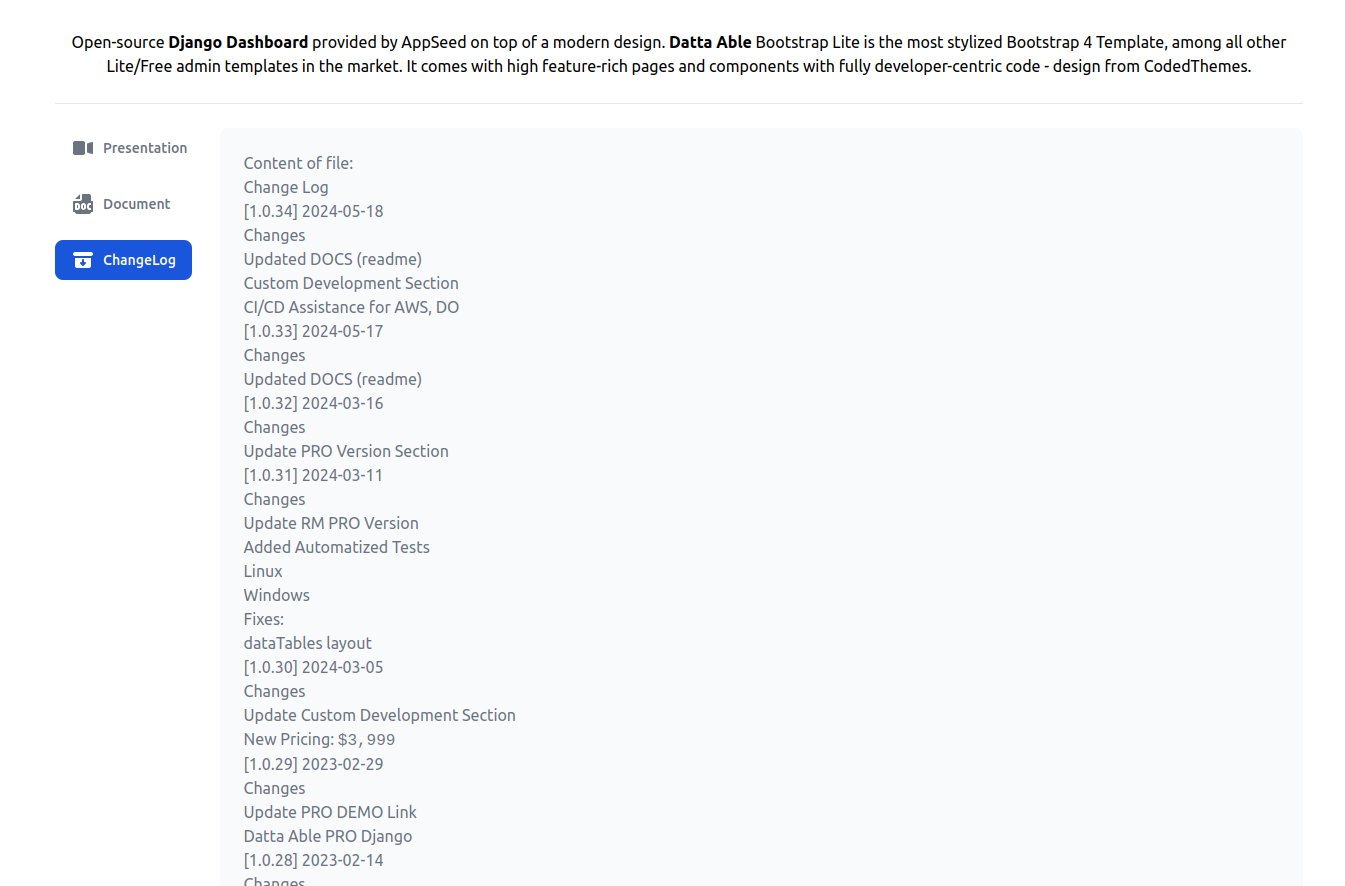 Open-source Django Dashboard provided by AppSeed on top of a modern design. Datta Able Bootstrap Lite is the most stylized Bootstrap 4 Template, among all other
Lite/Free admin templates in the market. It comes with high feature-rich pages and components with fully developer-centric code - design from CodedThemes.
Presentation
Document
ChangeLog
Content of file:
Change Log
[1.0.34] 2024-05-18
Changes
Updated DOCS (readme)
Custom Development Section
CI/CD Assistance for AWS, DO
[1.0.33] 2024-05-17
Changes
Updated DOCS (readme)
[1.0.32] 2024-03-16
Changes
Update PRO Version Section
[1.0.31] 2024-03-11
Changes
Update RM PRO Version
Added Automatized Tests
Linux
Windows
Fixes:
dataTables layout
[1.0.30] 2024-03-05
Changes
Update Custom Development Section
New Pricing: $3,999
[1.0.29] 2023-02-29
Changes
Update PRO DEMO Link
Datta Able PRO Django
[1.0.28] 2023-02-14
Changes